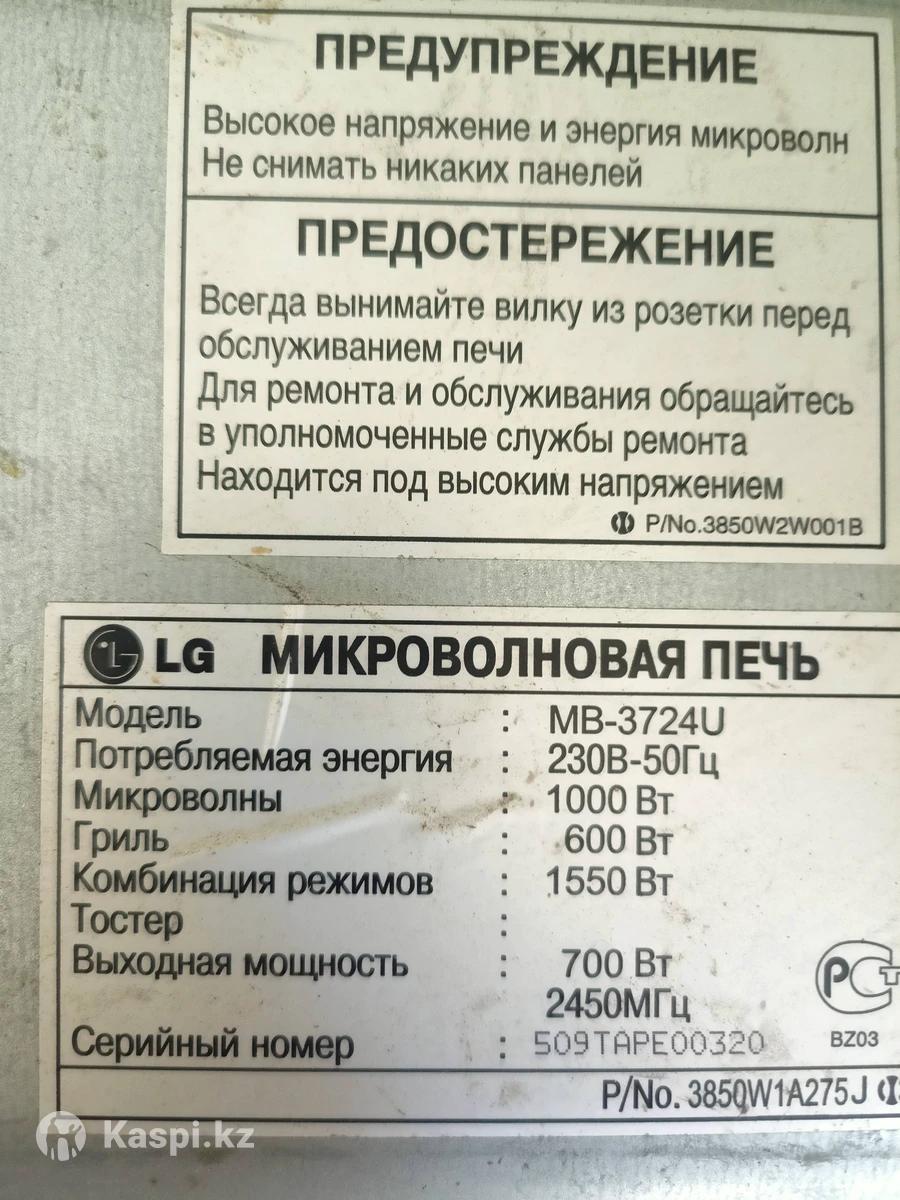 ПРЕДУПРЕЖДЕНИЕ
Высокое напряжение и энергия микроволн
Не снимать никаких панелей
ПРЕДОСТЕРЕЖЕНИЕ
Всегда вынимайте вилку из розетки перед
обслуживанием печи
Для ремонта и обслуживания обращайтесь
в уполномоченные службы ремонта
Находится под высоким напряжением
P/No.3850W2W001B
LG МИКРОВОЛНОВАЯ ПЕЧЬ
Модель : MB-3724U
Потребляемая энергия : 230В-50Гц
Микроволны : 1000 Вт
Гриль : 600 Вт
Комбинация режимов : 1550 Вт
Тостер :
Выходная мощность : 700 Вт
2450МГц
Серийный номер : 509TAPE00320
РСТ
BZ03
P/No. 3850W1A275J
Kaspi.kz